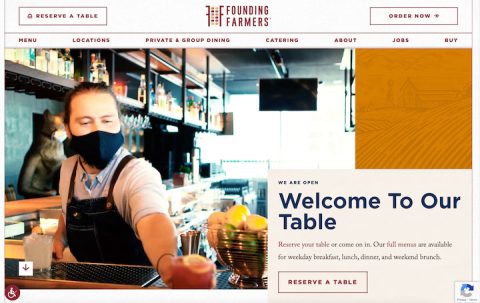 RESERVE A TABLE
FOUNDING
FARMERS
ORDER NOW
MENU LOCATIONS PRIVATE & GROUP DINING CATERING ABOUT JOBS BUY
WE ARE OPEN
Welcome To Our
Table
Reserve your table or come on in. Our full menus are available
for weekday breakfast, lunch, dinner, and weekend brunch.
RESERVE A TABLE
Privacy - Terms